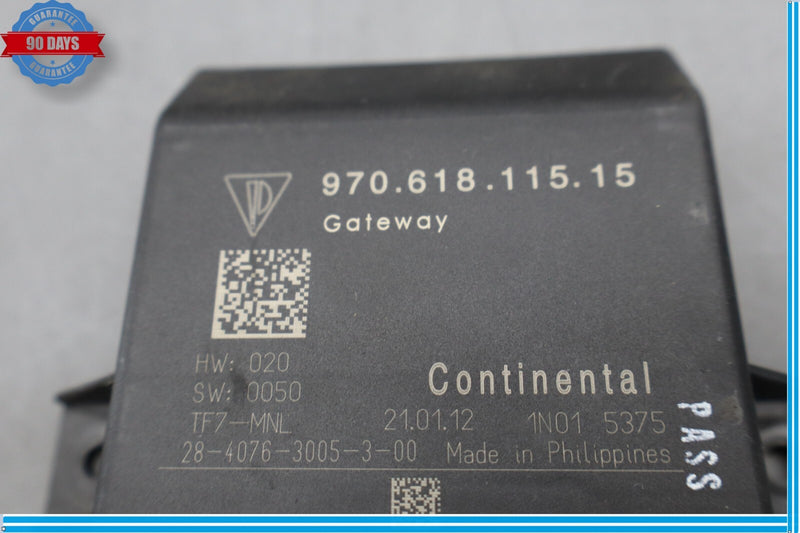 GUARANTEE
90 DAYS
GUARANTEE
970.618.115.15
Gateway
HW: 020
SW: 0050
Continental
TF7-MNL 21.01.12 1N01 5375
28-4076-3005-3-00 Made in Philippines
PASS